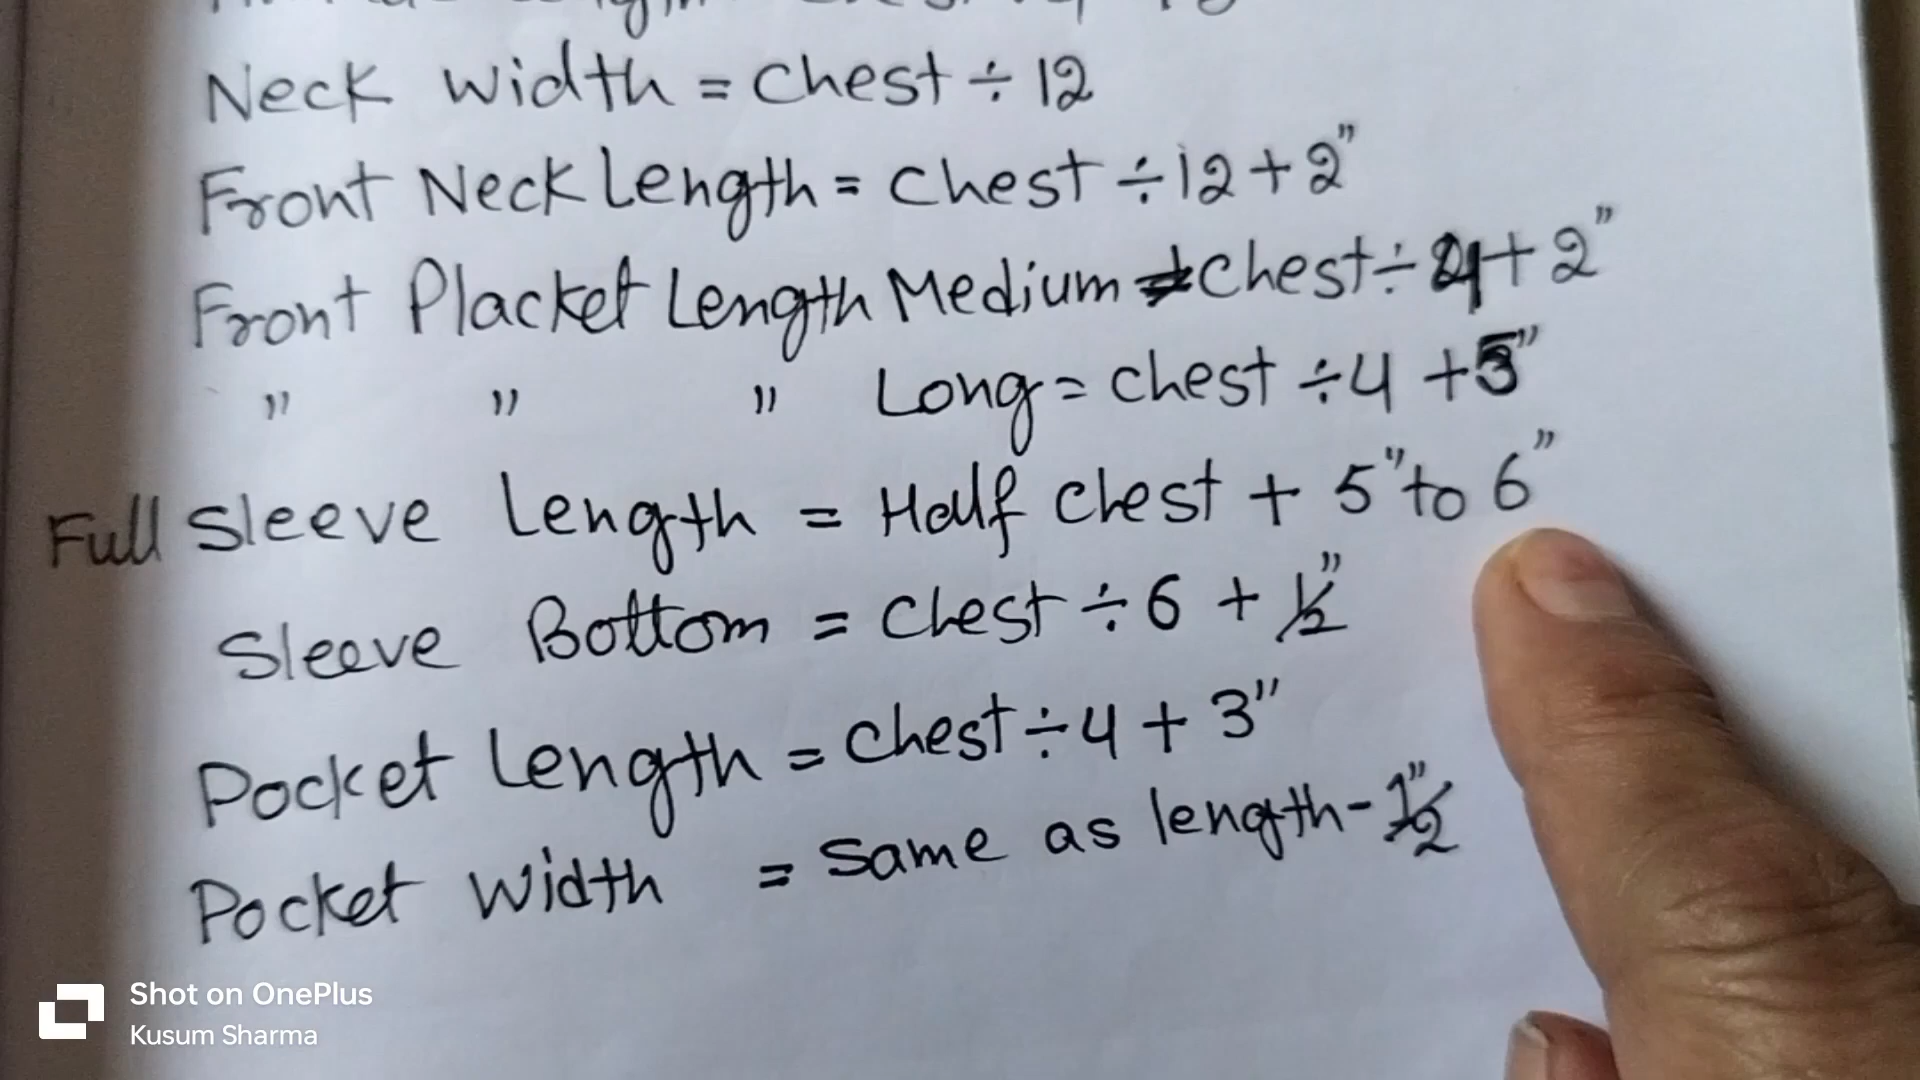 Neck Width = Chest ÷ 12
Front Neck Length = Chest ÷ 12 + 2"
Front Placket Length Medium = Chest ÷ 4 + 2"
" " " Long = Chest ÷ 4 + 5"
Full Sleeve Length = Half Chest + 5" to 6"
Sleeve Bottom = Chest ÷ 6 + 1/2"
Pocket Length = Chest ÷ 4 + 3"
Pocket Width = Same as length - 1 1/2"
Shot on OnePlus
Kusum Sharma